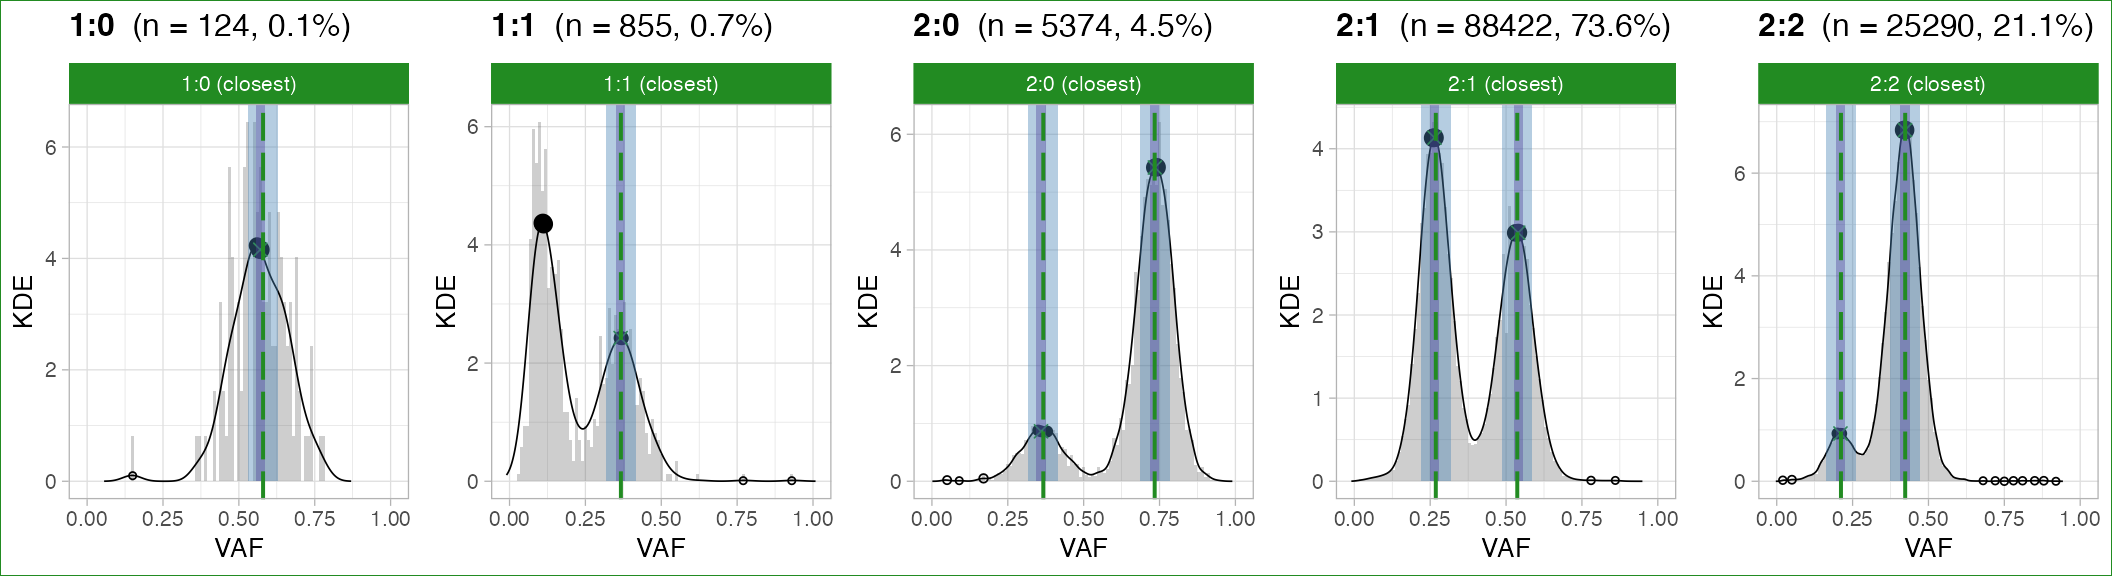 1:0 (n = 124, 0.1%)
1:0 (closest)
KDE
6
4
2
0
0.00 0.25 0.50 0.75 1.00
VAF
1:1 (n = 855, 0.7%)
1:1 (closest)
KDE
6
4
2
0
0.00 0.25 0.50 0.75 1.00
VAF
2:0 (n = 5374, 4.5%)
2:0 (closest)
KDE
6
4
2
0
0.00 0.25 0.50 0.75 1.00
VAF
2:1 (n = 88422, 73.6%)
2:1 (closest)
KDE
4
3
2
1
0
0.00 0.25 0.50 0.75 1.00
VAF
2:2 (n = 25290, 21.1%)
2:2 (closest)
KDE
6
4
2
0
0.00 0.25 0.50 0.75 1.00
VAF